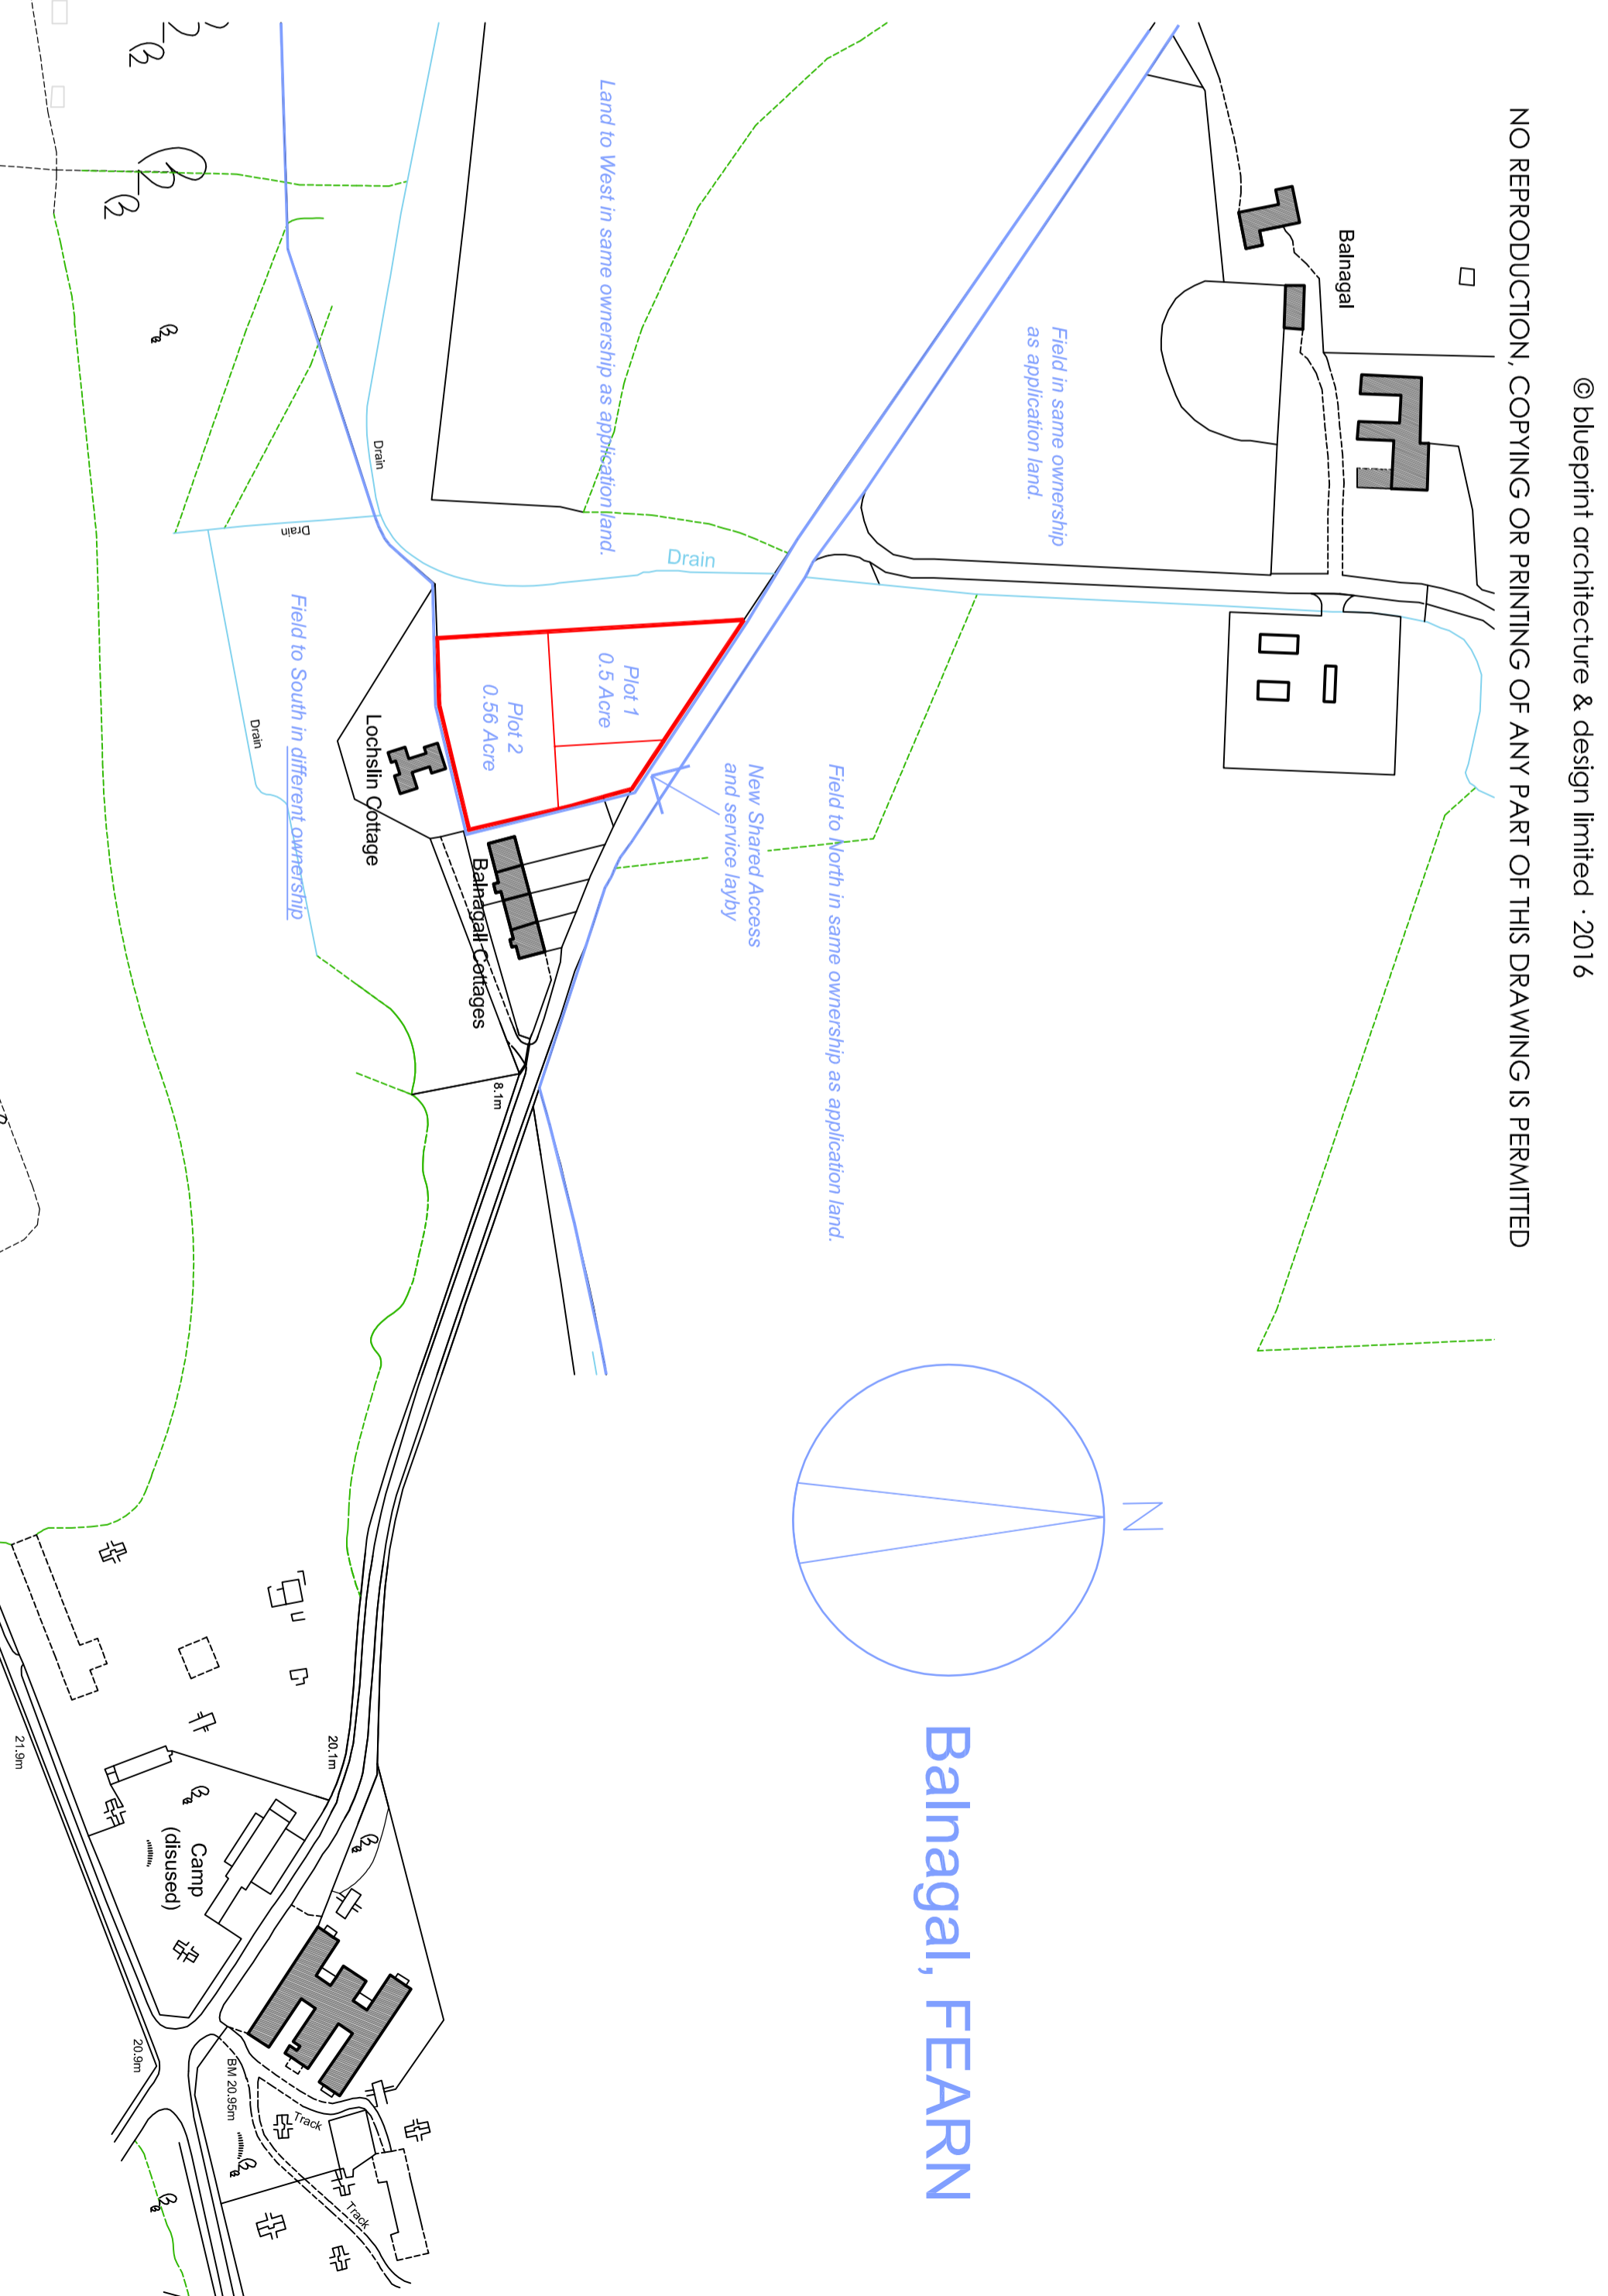 © blueprint architecture & design limited · 2016
NO REPRODUCTION, COPYING OR PRINTING OF ANY PART OF THIS DRAWING IS PERMITTED
Balnagal
Field in same ownership
as application land.
Land to West in same ownership as application land.
Drain
Drain
Drain
Drain
Plot 1
0.5 Acre
Plot 2
0.56 Acre
New Shared Access
and service layby
Field to North in same ownership as application land.
Field to South in different ownership
Lochslin Cottage
Balnagall Cottages
8.1m
N
Balnagal, FEARN
20.1m
21.9m
Camp
(disused)
20.9m
BM 20.95m
Track
Track